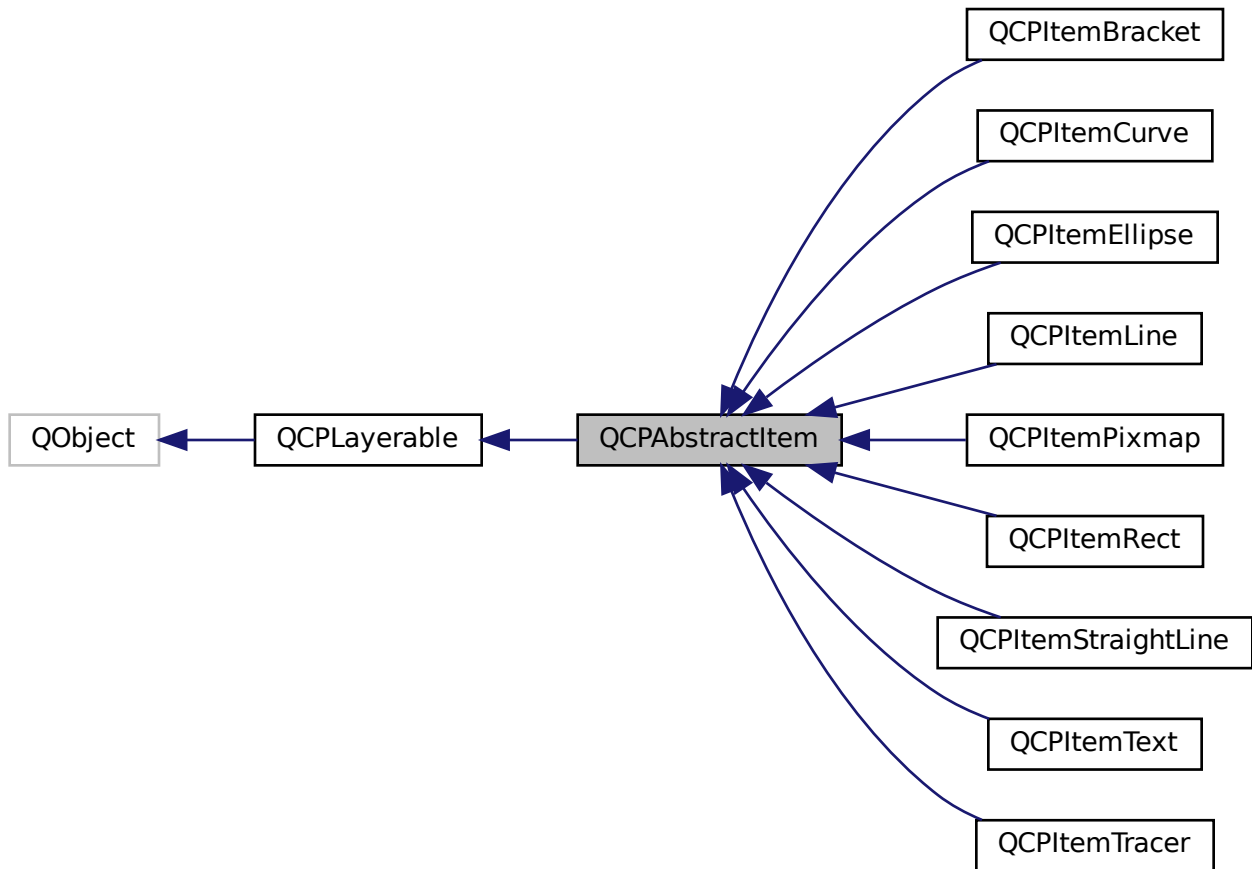 QCPItemBracket
QCPItemCurve
QCPItemEllipse
QCPItemLine
QObject
QCPLayerable
QCPAbstractItem
QCPItemPixmap
QCPItemRect
QCPItemStraightLine
QCPItemText
QCPItemTracer